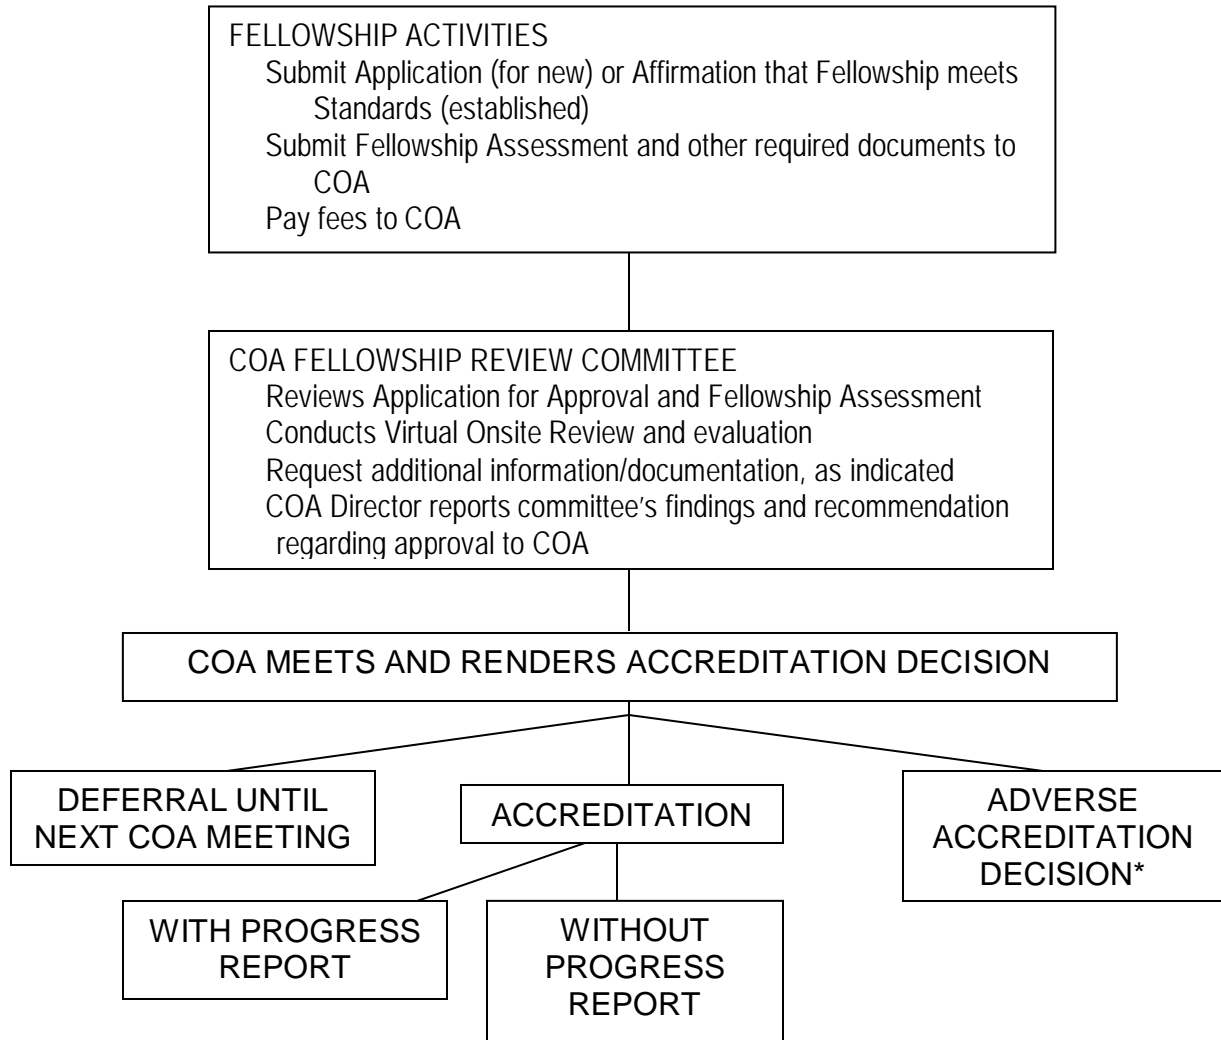 FELLOWSHIP ACTIVITIES
Submit Application (for new) or Affirmation that Fellowship meets
Standards (established)
Submit Fellowship Assessment and other required documents to
COA
Pay fees to COA
COA FELLOWSHIP REVIEW COMMITTEE
Reviews Application for Approval and Fellowship Assessment
Conducts Virtual Onsite Review and evaluation
Request additional information/documentation, as indicated
COA Director reports committee's findings and recommendation
regarding approval to COA
COA MEETS AND RENDERS ACCREDITATION DECISION
DEFERRAL UNTIL
NEXT COA MEETING
ACCREDITATION
ADVERSE
ACCREDITATION
DECISION*
WITH PROGRESS
REPORT
WITHOUT
PROGRESS
REPORT